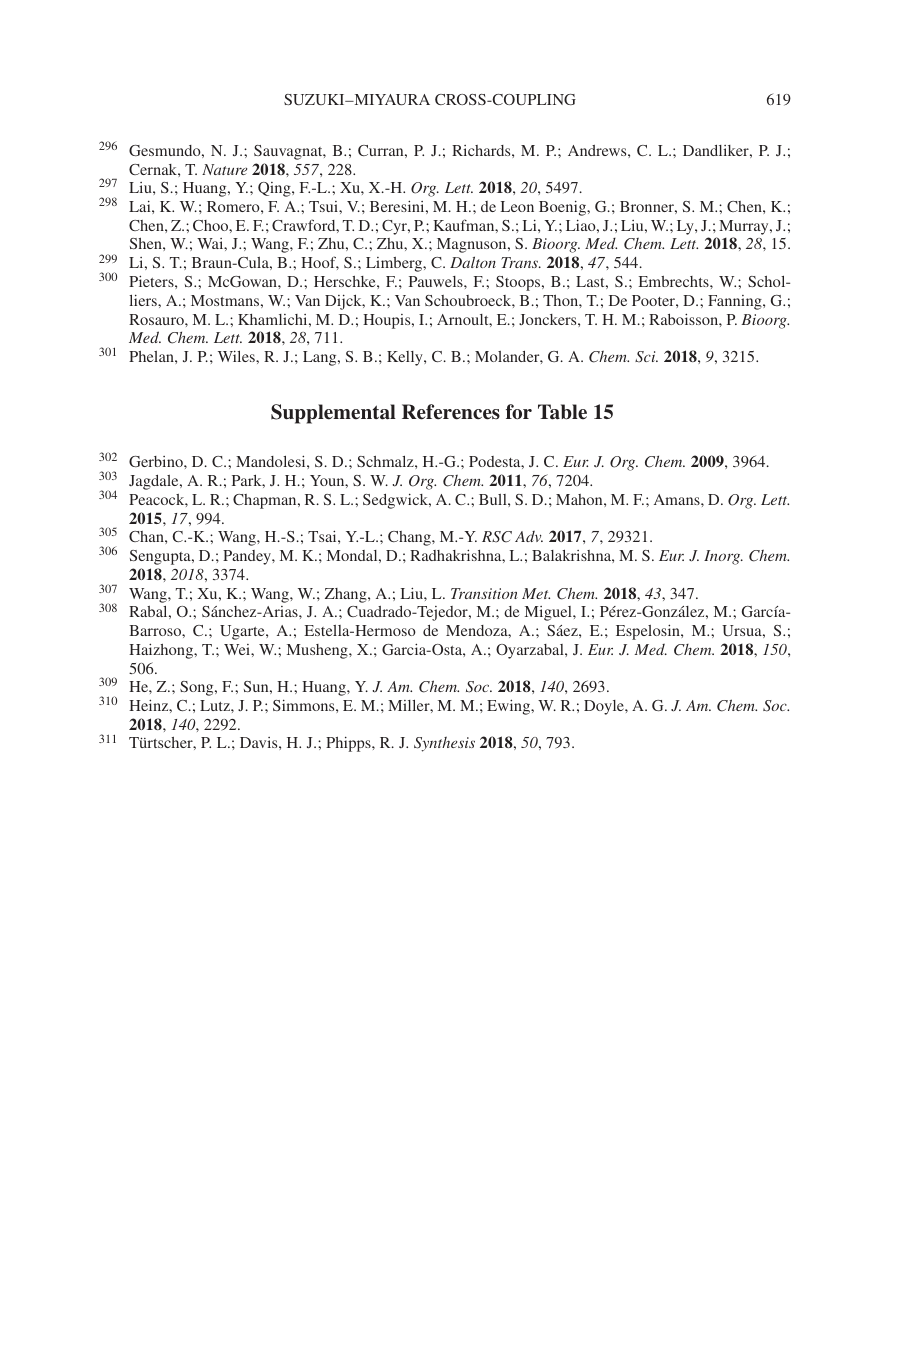 SUZUKI–MIYAURA CROSS-COUPLING 619
296 Gesmundo, N. J.; Sauvagnat, B.; Curran, P. J.; Richards, M. P.; Andrews, C. L.; Dandliker, P. J.;
Cernak, T. Nature 2018, 557, 228.
297 Liu, S.; Huang, Y.; Qing, F.-L.; Xu, X.-H. Org. Lett. 2018, 20, 5497.
298 Lai, K. W.; Romero, F. A.; Tsui, V.; Beresini, M. H.; de Leon Boenig, G.; Bronner, S. M.; Chen, K.;
Chen, Z.; Choo, E. F.; Crawford, T. D.; Cyr, P.; Kaufman, S.; Li, Y.; Liao, J.; Liu, W.; Ly, J.; Murray, J.;
Shen, W.; Wai, J.; Wang, F.; Zhu, C.; Zhu, X.; Magnuson, S. Bioorg. Med. Chem. Lett. 2018, 28, 15.
299 Li, S. T.; Braun-Cula, B.; Hoof, S.; Limberg, C. Dalton Trans. 2018, 47, 544.
300 Pieters, S.; McGowan, D.; Herschke, F.; Pauwels, F.; Stoops, B.; Last, S.; Embrechts, W.; Schol-
liers, A.; Mostmans, W.; Van Dijck, K.; Van Schoubroeck, B.; Thon, T.; De Pooter, D.; Fanning, G.;
Rosauro, M. L.; Khamlichi, M. D.; Houpis, I.; Arnoult, E.; Jonckers, T. H. M.; Raboisson, P. Bioorg.
Med. Chem. Lett. 2018, 28, 711.
301 Phelan, J. P.; Wiles, R. J.; Lang, S. B.; Kelly, C. B.; Molander, G. A. Chem. Sci. 2018, 9, 3215.
Supplemental References for Table 15
302 Gerbino, D. C.; Mandolesi, S. D.; Schmalz, H.-G.; Podesta, J. C. Eur. J. Org. Chem. 2009, 3964.
303 Jagdale, A. R.; Park, J. H.; Youn, S. W. J. Org. Chem. 2011, 76, 7204.
304 Peacock, L. R.; Chapman, R. S. L.; Sedgwick, A. C.; Bull, S. D.; Mahon, M. F.; Amans, D. Org. Lett.
2015, 17, 994.
305 Chan, C.-K.; Wang, H.-S.; Tsai, Y.-L.; Chang, M.-Y. RSC Adv. 2017, 7, 29321.
306 Sengupta, D.; Pandey, M. K.; Mondal, D.; Radhakrishna, L.; Balakrishna, M. S. Eur. J. Inorg. Chem.
2018, 2018, 3374.
307 Wang, T.; Xu, K.; Wang, W.; Zhang, A.; Liu, L. Transition Met. Chem. 2018, 43, 347.
308 Rabal, O.; Sánchez-Arias, J. A.; Cuadrado-Tejedor, M.; de Miguel, I.; Pérez-González, M.; García-
Barroso, C.; Ugarte, A.; Estella-Hermoso de Mendoza, A.; Sáez, E.; Espelosin, M.; Ursua, S.;
Haizhong, T.; Wei, W.; Musheng, X.; Garcia-Osta, A.; Oyarzabal, J. Eur. J. Med. Chem. 2018, 150,
506.
309 He, Z.; Song, F.; Sun, H.; Huang, Y. J. Am. Chem. Soc. 2018, 140, 2693.
310 Heinz, C.; Lutz, J. P.; Simmons, E. M.; Miller, M. M.; Ewing, W. R.; Doyle, A. G. J. Am. Chem. Soc.
2018, 140, 2292.
311 Türtscher, P. L.; Davis, H. J.; Phipps, R. J. Synthesis 2018, 50, 793.